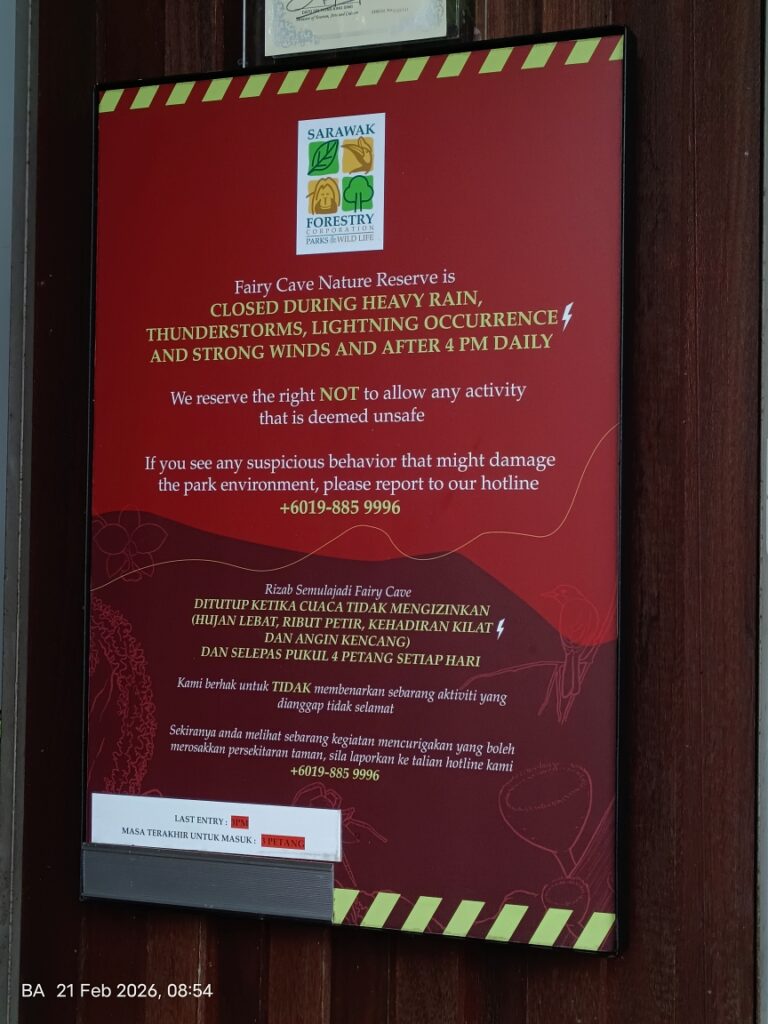 SARAWAK
FORESTRY
CORPORATION
PARKS & WILD LIFE
Fairy Cave Nature Reserve is
CLOSED DURING HEAVY RAIN,
THUNDERSTORMS, LIGHTNING OCCURRENCE
AND STRONG WINDS AND AFTER 4 PM DAILY
We reserve the right NOT to allow any activity
that is deemed unsafe
If you see any suspicious behavior that might damage
the park environment, please report to our hotline
+6019-885 9996
Rizab Semulajadi Fairy Cave
DITUTUP KETIKA CUACA TIDAK MENGIZINKAN
(HUJAN LEBAT, RIBUT PETIR, KEHADIRAN KILAT
DAN ANGIN KENCANG)
DAN SELEPAS PUKUL 4 PETANG SETIAP HARI
Kami berhak untuk TIDAK membenarkan sebarang aktiviti yang
dianggap tidak selamat
Sekiranya anda melihat sebarang kegiatan mencurigakan yang boleh
merosakkan persekitaran taman, sila laporkan ke talian hotline kami
+6019-885 9996
LAST ENTRY : 3PM
MASA TERAKHIR UNTUK MASUK : 3 PETANG
BA 21 Feb 2026, 08:54